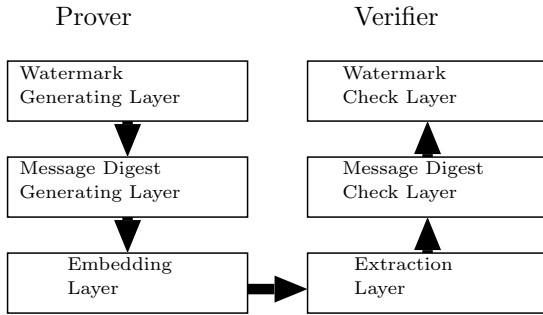 Prover
Verifier
Watermark
Generating Layer
Watermark
Check Layer
Message Digest
Generating Layer
Message Digest
Check Layer
Embedding
Layer
Extraction
Layer